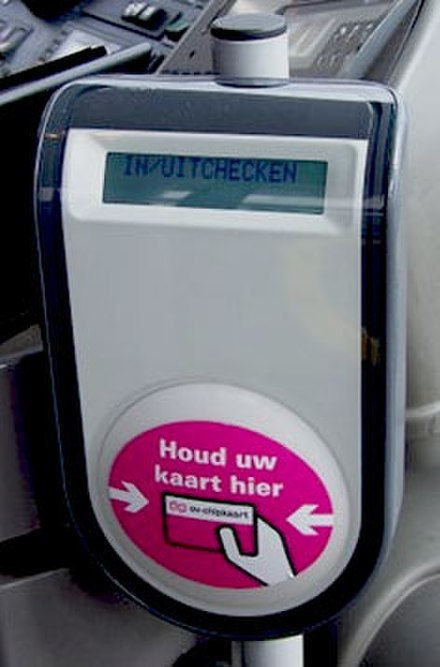 IN/UITCHECKEN
Houd uw
kaart hier
ov-chipkaart